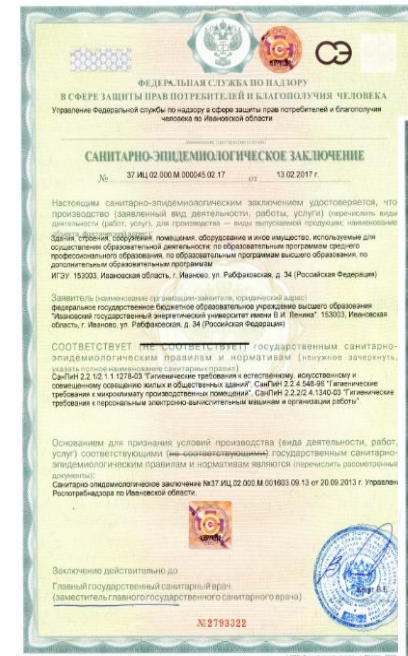 СЭ
ФЕДЕРАЛЬНАЯ СЛУЖБА ПО НАДЗОРУ
В СФЕРЕ ЗАЩИТЫ ПРАВ ПОТРЕБИТЕЛЕЙ И БЛАГОПОЛУЧИЯ ЧЕЛОВЕКА
Управление Федеральной службы по надзору в сфере защиты прав потребителей и благополучия
человека по Ивановской области
САНИТАРНО-ЭПИДЕМИОЛОГИЧЕСКОЕ ЗАКЛЮЧЕНИЕ
№ 37.ИЦ.02.000.М.000045.02.17 от 13.02.2017 г.
Настоящим санитарно-эпидемиологическим заключением удостоверяется, что
производство (заявленный вид деятельности, работы, услуги) (перечислить виды
деятельности (работ, услуг), для производства — виды выпускаемой продукции; наименование
объекта, фактический адрес):
Здания, строения, сооружения, помещения, оборудование и иное имущество, используемые для
осуществления образовательной деятельности: по образовательным программам среднего
профессионального образования, по образовательным программам высшего образования, по
дополнительным образовательным программам
ИГЭУ, 153003, Ивановская область, г. Иваново, ул. Рабфаковская, д. 34 (Российская Федерация)
Заявитель (наименование организации-заявителя, юридический адрес)
федеральное государственное бюджетное образовательное учреждение высшего образования
"Ивановский государственный энергетический университет имени В.И. Ленина". 153003, Ивановская
область, г. Иваново, ул. Рабфаковская, д. 34 (Российская Федерация)
СООТВЕТСТВУЕТ НЕ СООТВЕТСТВУЕТ государственным санитарно-
эпидемиологическим правилам и нормативам (ненужное зачеркнуть,
указать полное наименование санитарных правил)
СанПиН 2.2.1/2.1.1.1278-03 "Гигиенические требования к естественному, искусственному и
совмещенному освещению жилых и общественных зданий", СанПиН 2.2.4.548-96 "Гигиенические
требования к микроклимату производственных помещений", СанПиН 2.2.2/2.4.1340-03 "Гигиенические
требования к персональным электронно-вычислительным машинам и организации работы".
Основанием для признания условий производства (вида деятельности, работ,
услуг) соответствующими (не соответствующими) государственным санитарно-
эпидемиологическим правилам и нормативам являются (перечислить рассмотренные
документы):
Санитарно-эпидемиологическое заключение №37.ИЦ.02.000.М.001603.09.13 от 20.09.2013 г. Управлен
Роспотребнадзора по Ивановской области.
Заключение действительно до
Главный государственный санитарный врач
(заместитель главного государственного санитарного врача)
№2793322